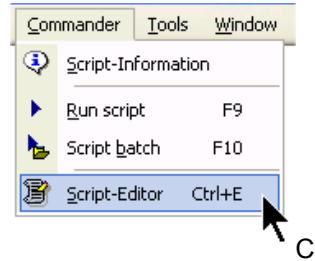 Commander Tools Window
Script-Information
Run script F9
Script batch F10
Script-Editor Ctrl+E
C